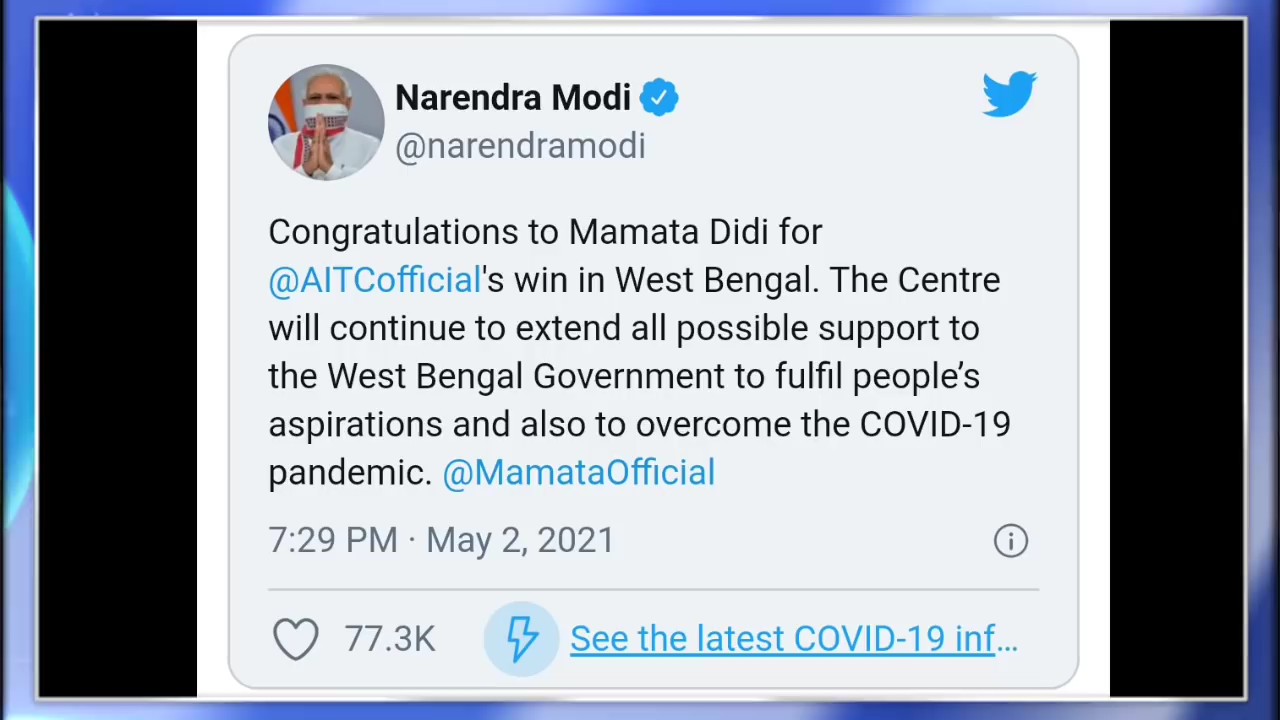 Narendra Modi
@narendramodi
Congratulations to Mamata Didi for
@AITCofficial's win in West Bengal. The Centre
will continue to extend all possible support to
the West Bengal Government to fulfil people’s
aspirations and also to overcome the COVID-19
pandemic. @MamataOfficial
7:29 PM · May 2, 2021
77.3K See the latest COVID-19 inf...